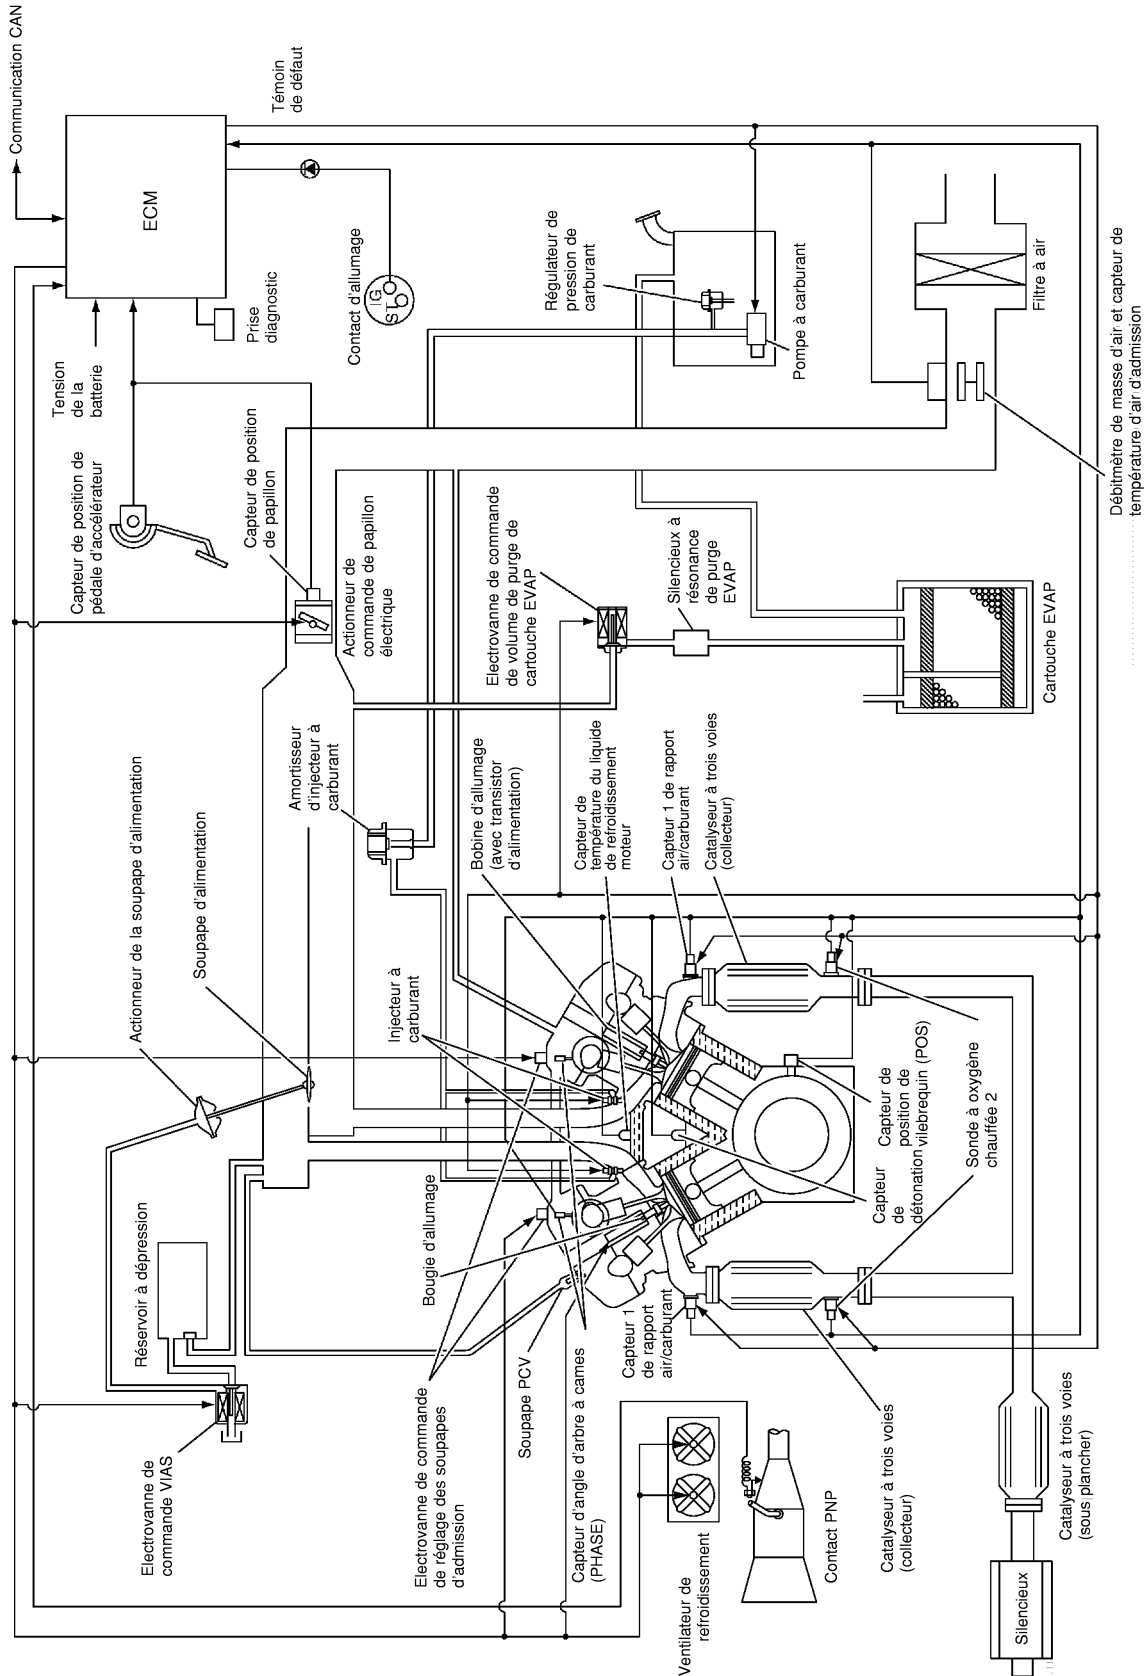 Communication CAN
ECM
Témoin
de défaut
Tension
de la
batterie
Prise
diagnostic
Contact d'allumage
IG
ST
Capteur de position de
pédale d'accélérateur
Capteur de position
de papillon
Actionneur de
commande de papillon
électrique
Régulateur de
pression de
carburant
Pompe à carburant
Filtre à air
Débitmètre de masse d'air et capteur de
température d'air d'admission
Electrovanne de commande
de volume de purge de
cartouche EVAP
Silencieux à
résonance
de purge
EVAP
Cartouche EVAP
Actionneur de la soupape d'alimentation
Soupape d'alimentation
Amortisseur
d'injecteur à
carburant
Bobine d'allumage
(avec transistor
d'alimentation)
Capteur de
température du liquide
de refroidissement
moteur
Capteur 1 de rapport
air/carburant
Catalyseur à trois voies
(collecteur)
Injecteur à
carburant
Réservoir à dépression
Electrovanne de
commande VIAS
Bougie d'allumage
Electrovanne de commande
de réglage des soupapes
d'admission
Soupape PCV
Capteur d'angle d'arbre à cames
(PHASE)
Capteur 1
de rapport
air/carburant
Capteur
de
détonation
Capteur de
position de
vilebrequin (POS)
Sonde à oxygène
chauffée 2
Ventilateur de
refroidissement
Contact PNP
Catalyseur à trois voies
(collecteur)
Catalyseur à trois voies
(sous plancher)
Silencieux